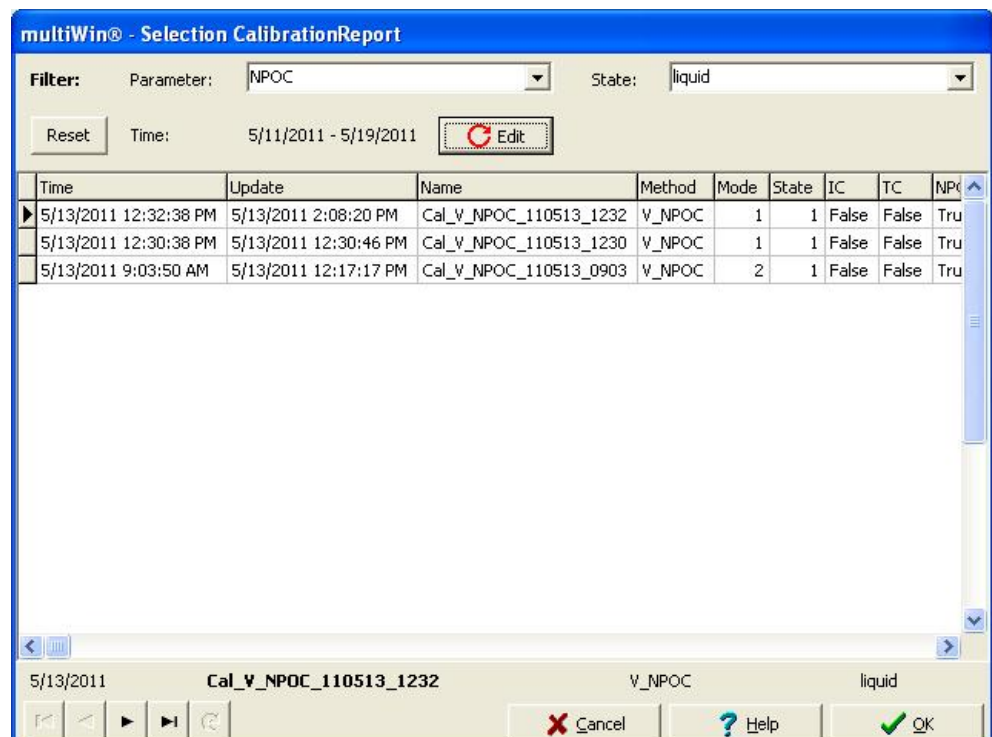 multiWin® - Selection CalibrationReport
Filter: Parameter: NPOC State: liquid
Reset Time: 5/11/2011 - 5/19/2011 Edit
Time Update Name Method Mode State IC TC NPC
5/13/2011 12:32:38 PM 5/13/2011 2:08:20 PM Cal_V_NPOC_110513_1232 V_NPOC 1 1 False False Tru
5/13/2011 12:30:38 PM 5/13/2011 12:30:46 PM Cal_V_NPOC_110513_1230 V_NPOC 1 1 False False Tru
5/13/2011 9:03:50 AM 5/13/2011 12:17:17 PM Cal_V_NPOC_110513_0903 V_NPOC 2 1 False False Tru
5/13/2011 Cal_V_NPOC_110513_1232 V_NPOC liquid
Cancel Help OK